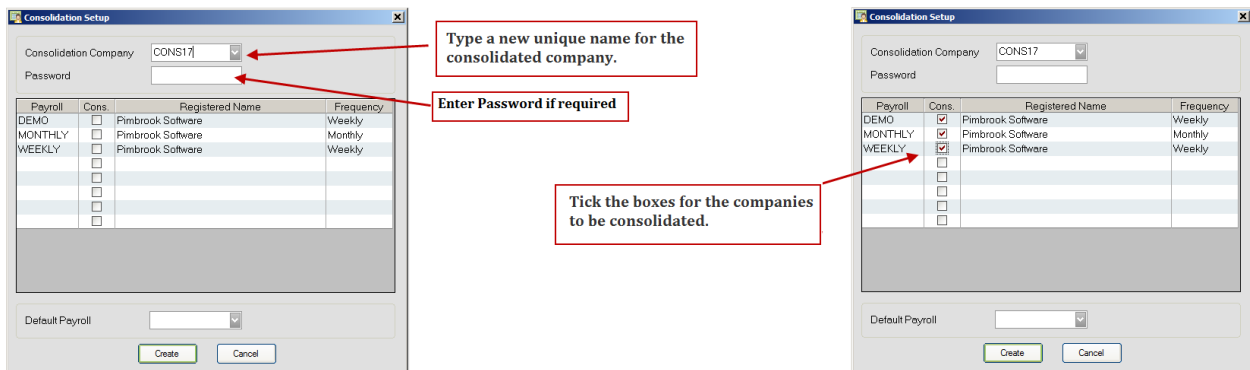 Consolidation Setup
Consolidation Company CONS17
Password
Payroll Cons. Registered Name Frequency
DEMO Pimbrook Software Weekly
MONTHLY Pimbrook Software Monthly
WEEKLY Pimbrook Software Weekly
Default Payroll
Create Cancel
Type a new unique name for the
consolidated company.
Enter Password if required
Tick the boxes for the companies
to be consolidated.
Consolidation Setup
Consolidation Company CONS17
Password
Payroll Cons. Registered Name Frequency
DEMO Pimbrook Software Weekly
MONTHLY Pimbrook Software Monthly
WEEKLY Pimbrook Software Weekly
Default Payroll
Create Cancel